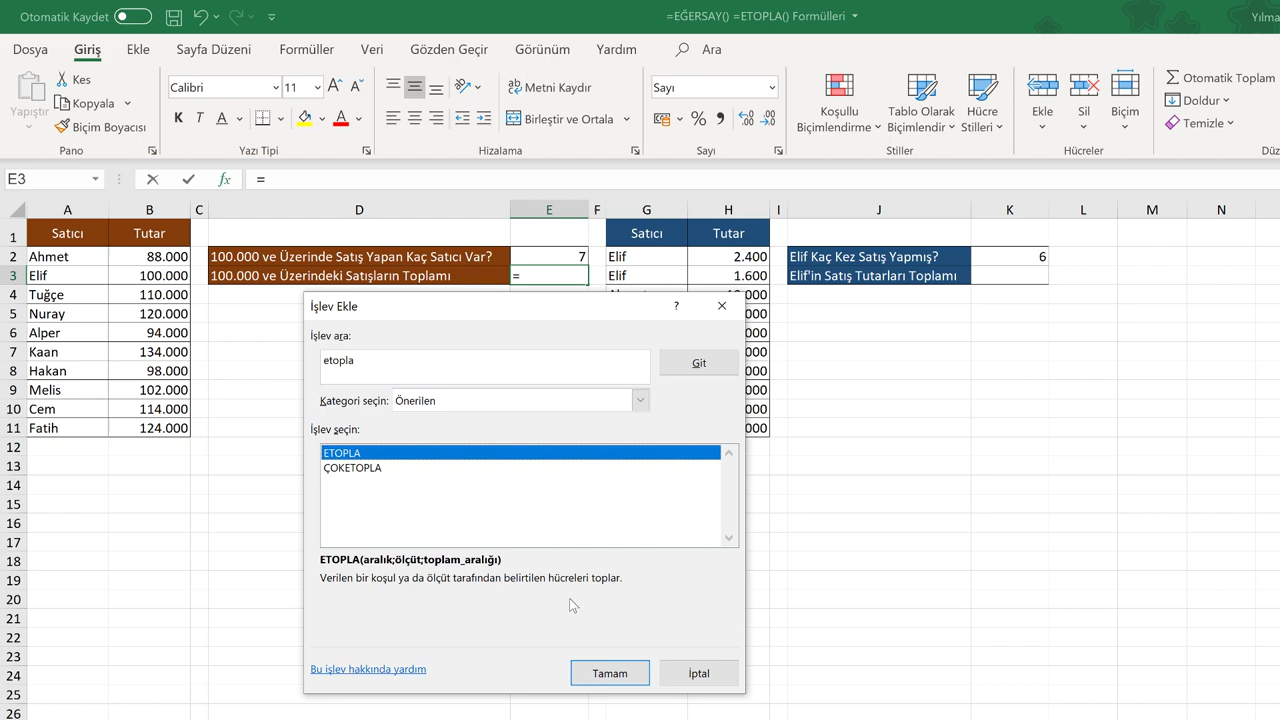 Otomatik Kaydet
=EĞERSAY() =ETOPLA() Formülleri
Yılma
Dosya Giriş Ekle Sayfa Düzeni Formüller Veri Gözden Geçir Görünüm Yardım Ara
Yapıştır
Kes
Kopyala
Biçim Boyacısı
Pano
Calibri 11
K T A
A A
Yazı Tipi
Metni Kaydır
Birleştir ve Ortala
Hizalama
Sayı
Sayı
Koşullu Biçimlendirme
Tablo Olarak Biçimlendir
Hücre Stilleri
Stiller
Ekle Sil Biçim
Hücreler
Otomatik Toplam
Doldur
Temizle
Düz
E3 fx =
A B C D E F G H I J K L M N
1 Satıcı Tutar Satıcı Tutar
2 Ahmet 88.000 100.000 ve Üzerinde Satış Yapan Kaç Satıcı Var? 7 Elif 2.400 Elif Kaç Kez Satış Yapmış? 6
3 Elif 100.000 100.000 ve Üzerindeki Satışların Toplamı = Elif 1.600 Elif'in Satış Tutarları Toplamı
4 Tuğçe 110.000
5 Nuray 120.000
6 Alper 94.000
7 Kaan 134.000
8 Hakan 98.000
9 Melis 102.000
10 Cem 114.000
11 Fatih 124.000
12
13
14
15
16
17
18
19
20
21
22
23
24
25
26
İşlev Ekle ?
İşlev ara:
etopla
Git
Kategori seçin: Önerilen
İşlev seçin:
ETOPLA
ÇOKETOPLA
ETOPLA(aralık;ölçüt;toplam_aralığı)
Verilen bir koşul ya da ölçüt tarafından belirtilen hücreleri toplar.
Bu işlev hakkında yardım
Tamam
İptal